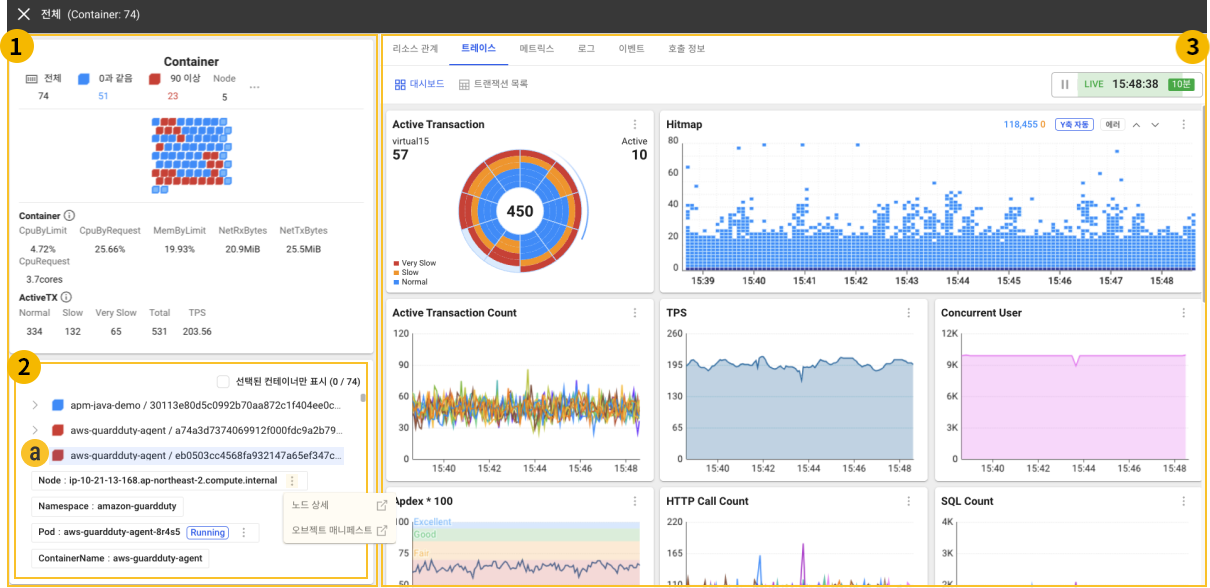 전체 (Container: 74)
1
Container
전체 0과 같음 90 이상 Node
74 51 23 5 ...
Container
CpuByLimit CpuByRequest MemByLimit NetRxBytes NetTxBytes
4.72% 25.66% 19.93% 20.9MiB 25.5MiB
CpuRequest
3.7cores
ActiveTX
Normal Slow Very Slow Total TPS
334 132 65 531 203.56
2
선택된 컨테이너만 표시 (0 / 74)
apm-java-demo / 30113e80d5c0992b70aa872c1f404ee0c...
aws-guardduty-agent / a74a3d7374069912f000fdc9a2b79...
a
aws-guardduty-agent / eb0503cc4568fa932147a65ef347c...
Node : ip-10-21-13-168.ap-northeast-2.compute.internal
노드 상세
오브젝트 매니페스트
Namespace : amazon-guardduty
Pod : aws-guardduty-agent-8r4s5 Running
ContainerName : aws-guardduty-agent
3
리소스 관계 트레이스 메트릭스 로그 이벤트 호출 정보
대시보드 트랜잭션 목록
LIVE 15:48:38 10분
Active Transaction
virtual15 Active
57 10
450
Very Slow
Slow
Normal
Hitmap
118,455 0 Y축 자동 에러
80
60
40
20
0
15:39 15:40 15:41 15:42 15:43 15:44 15:45 15:46 15:47 15:48
Active Transaction Count
120
90
60
30
0
15:40 15:42 15:44 15:46 15:48
TPS
260
195
130
65
0
15:40 15:42 15:44 15:46 15:48
Concurrent User
12K
9K
6K
3K
0
15:40 15:42 15:44 15:46 15:48
Apdex * 100
100 Excellent
Good
75 Fair
50
HTTP Call Count
220
165
110
SQL Count
4K
3K
2K